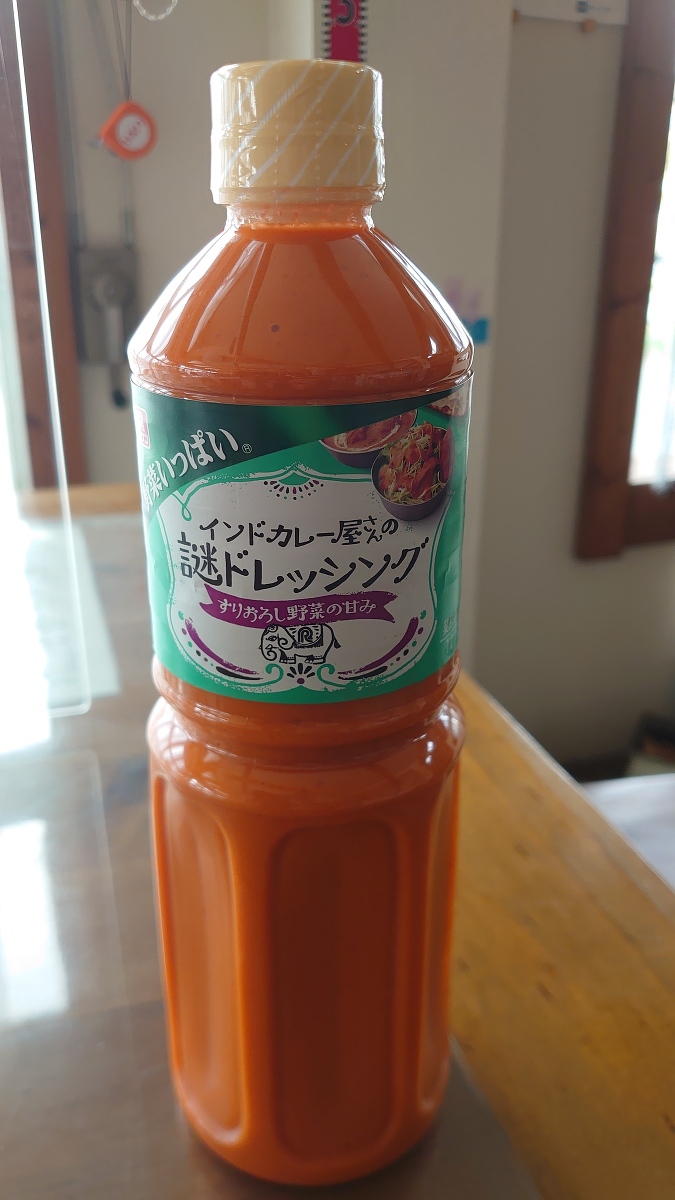 菜いっぱい®
インドカレー屋さんの
謎ドレッシング
すりおろし野菜の甘み